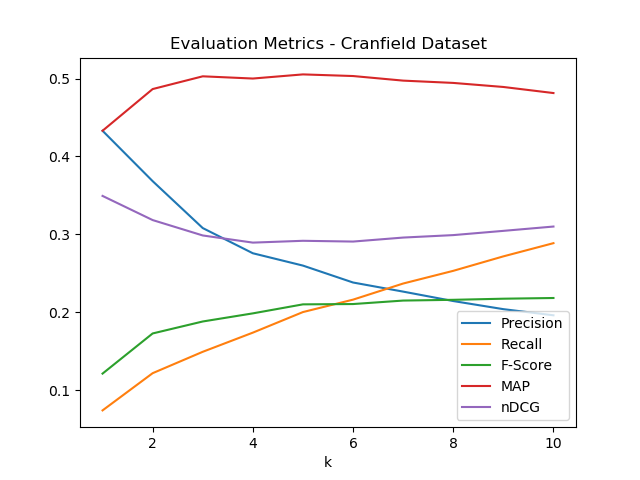 Evaluation Metrics - Cranfield Dataset
0.5
0.4
0.3
0.2
0.1
Precision
Recall
F-Score
MAP
nDCG
2 4 6 8 10
k